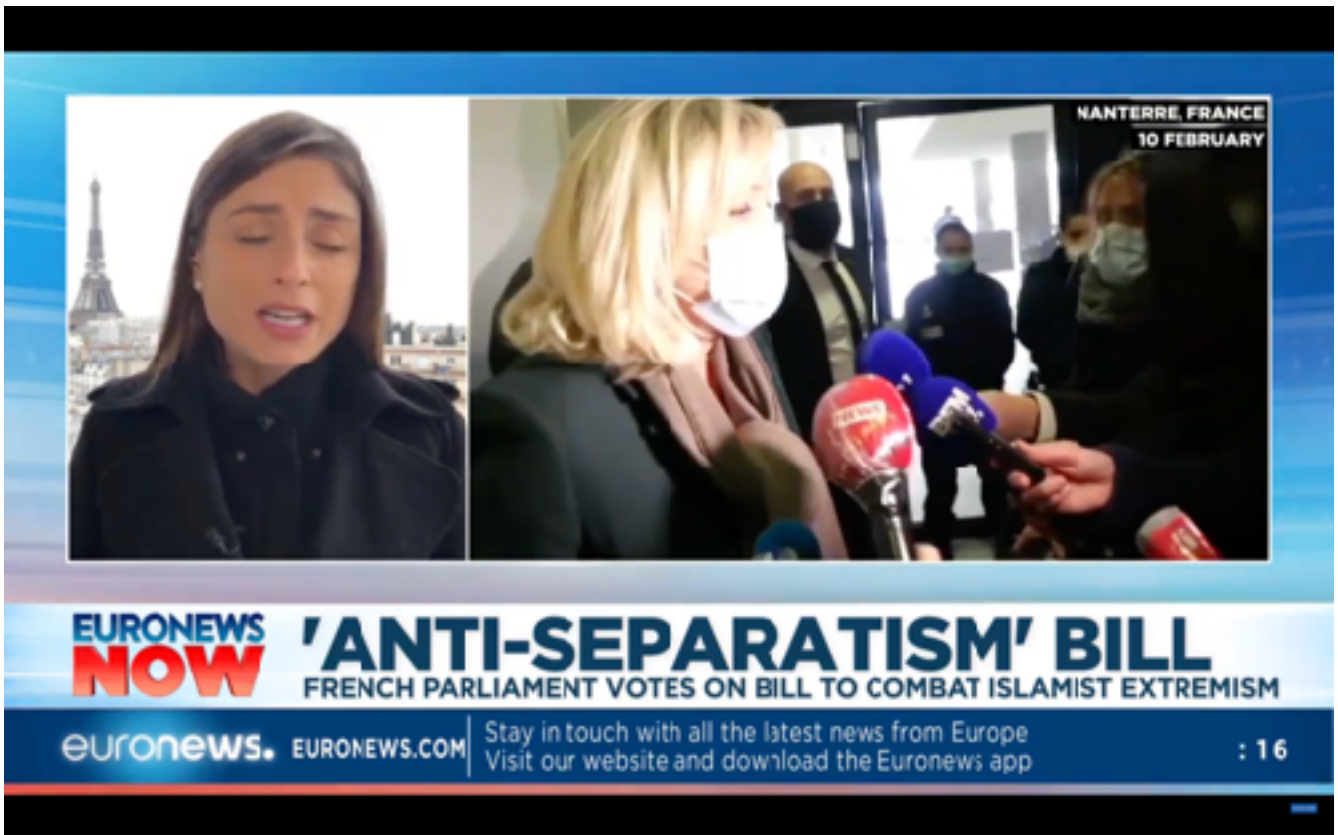 NANTERRE, FRANCE
10 FEBRUARY
NEWS
EURONEWS
NOW
'ANTI-SEPARATISM' BILL
FRENCH PARLIAMENT VOTES ON BILL TO COMBAT ISLAMIST EXTREMISM
euronews.
EURONEWS.COM
Stay in touch with all the latest news from Europe
Visit our website and download the Euronews app
: 16